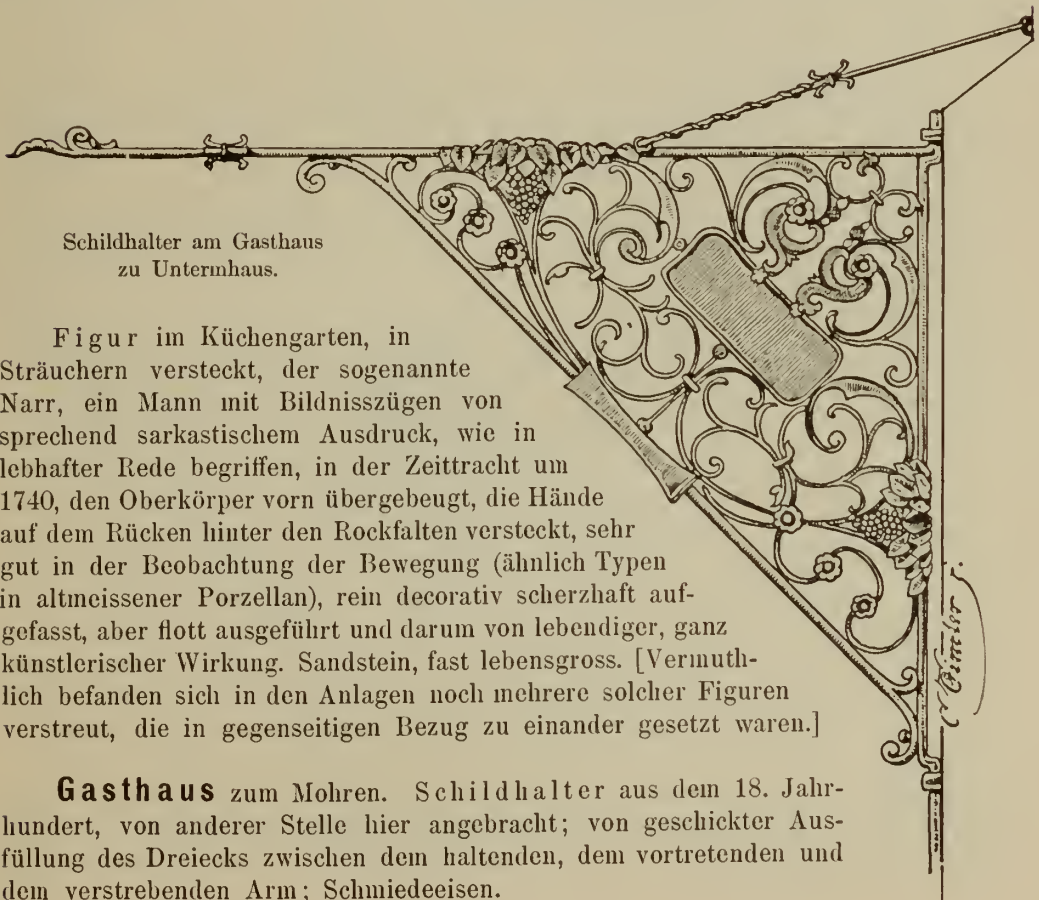 Schildhalter am Gasthaus
zu Untermhaus.
Figur im Küchengarten, in
Sträuchern versteckt, der sogenannte
Narr, ein Mann mit Bildnisszügen von
sprechend sarkastischem Ausdruck, wie in
lebhafter Rede begriffen, in der Zeittracht um
1740, den Oberkörper vorn übergebeugt, die Hände
auf dem Rücken hinter den Rockfalten versteckt, sehr
gut in der Beobachtung der Bewegung (ähnlich Typen
in altmeissener Porzellan), rein decorativ scherzhaft auf-
gefasst, aber flott ausgeführt und darum von lebendiger, ganz
künstlerischer Wirkung. Sandstein, fast lebensgross. [Vermuth-
lich befanden sich in den Anlagen noch mehrere solcher Figuren
verstreut, die in gegenseitigen Bezug zu einander gesetzt waren.]
Gasthaus zum Mohren. Schildhalter aus dem 18. Jahr-
hundert, von anderer Stelle hier angebracht; von geschickter Aus-
füllung des Dreiecks zwischen dem haltenden, dem vortretenden und
dem verstrebenden Arm; Schmiedeeisen.